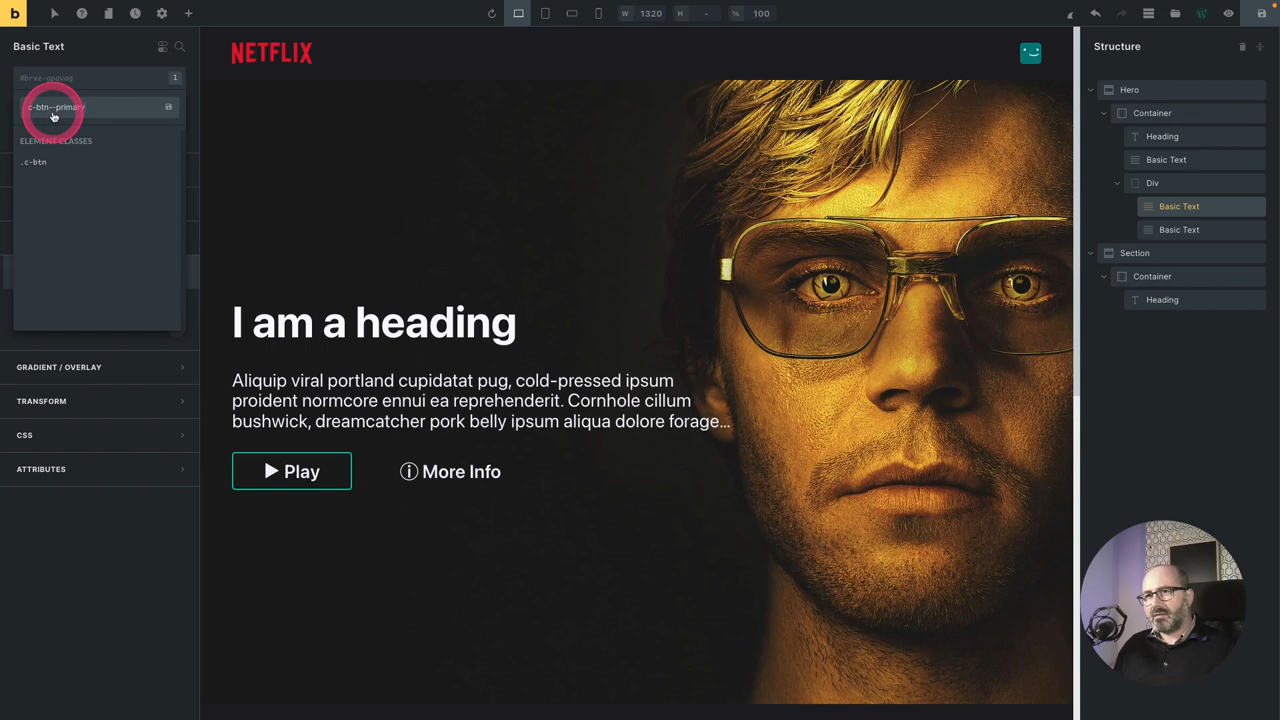 b
W 1320 H - % 100
Basic Text
1
c-btn--primary
ELEMENT CLASSES
.c-btn
GRADIENT / OVERLAY
TRANSFORM
CSS
ATTRIBUTES
NETFLIX
I am a heading
Aliquip viral portland cupidatat pug, cold-pressed ipsum
proident normcore ennui ea reprehenderit. Cornhole cillum
bushwick, dreamcatcher pork belly ipsum aliqua dolore forage...
Play
More Info
Structure
Hero
Container
Heading
Basic Text
Div
Basic Text
Basic Text
Section
Container
Heading